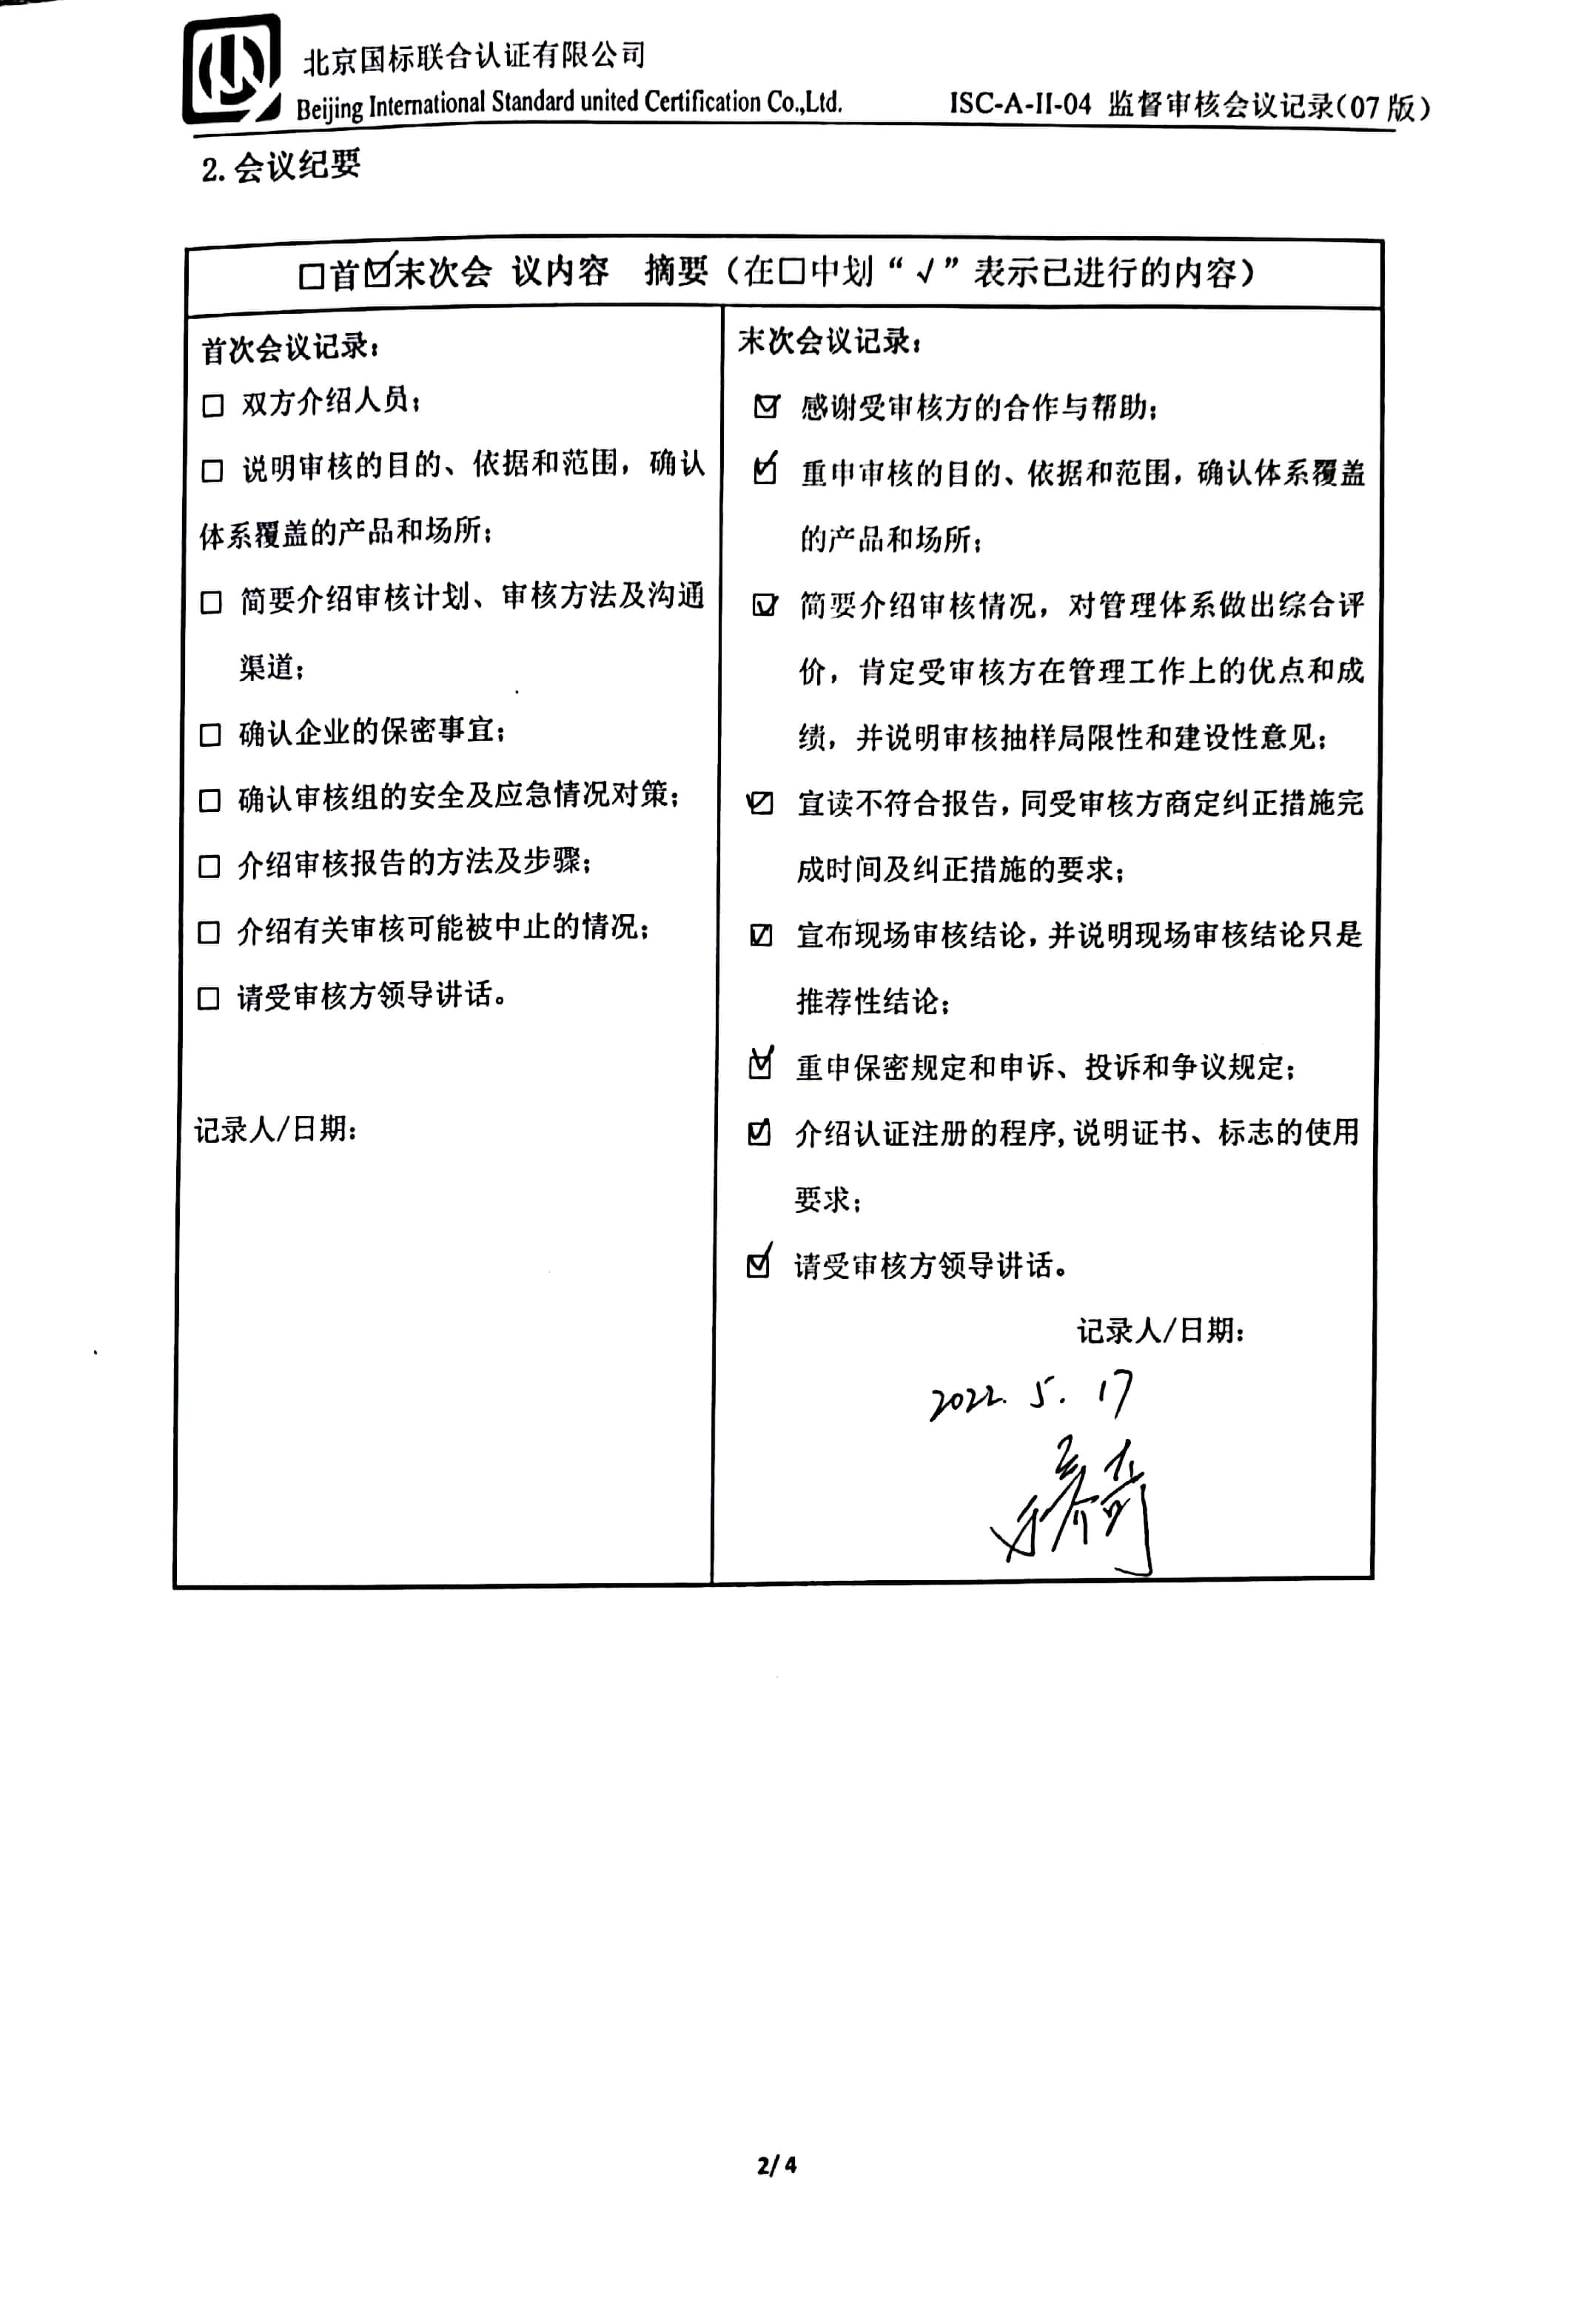 北京国标联合认证有限公司
Beijing International Standard united Certification Co.,Ltd.
ISC-A-II-04 监督审核会议记录(07版)
2.会议纪要
□首☑末次会 议内容 摘要（在□中划“√”表示已进行的内容）
首次会议记录：
□ 双方介绍人员；
□ 说明审核的目的、依据和范围，确认
体系覆盖的产品和场所；
□ 简要介绍审核计划、审核方法及沟通
渠道；
□ 确认企业的保密事宜；
□ 确认审核组的安全及应急情况对策；
□ 介绍审核报告的方法及步骤；
□ 介绍有关审核可能被中止的情况；
□ 请受审核方领导讲话。
记录人/日期：
末次会议记录：
☑ 感谢受审核方的合作与帮助；
☑ 重申审核的目的、依据和范围，确认体系覆盖
的产品和场所；
☑ 简要介绍审核情况，对管理体系做出综合评
价，肯定受审核方在管理工作上的优点和成
绩，并说明审核抽样局限性和建设性意见；
☑ 宣读不符合报告，同受审核方商定纠正措施完
成时间及纠正措施的要求；
☑ 宣布现场审核结论，并说明现场审核结论只是
推荐性结论；
☑ 重申保密规定和申诉、投诉和争议规定；
☑ 介绍认证注册的程序,说明证书、标志的使用
要求；
☑ 请受审核方领导讲话。
记录人/日期：
2022. 5. 17
2/4